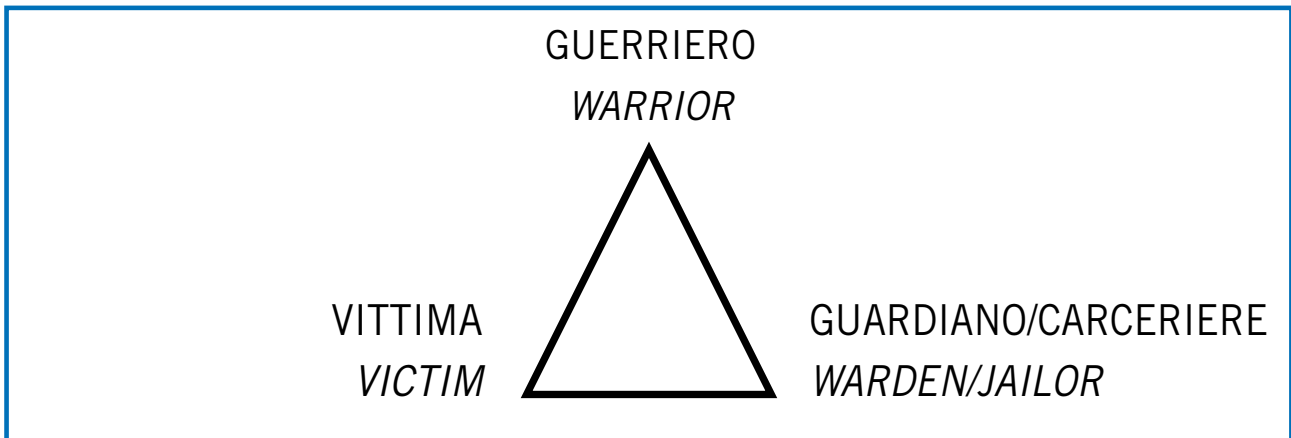 GUERRIERO
WARRIOR
VITTIMA
VICTIM
GUARDIANO/CARCERIERE
WARDEN/JAILOR